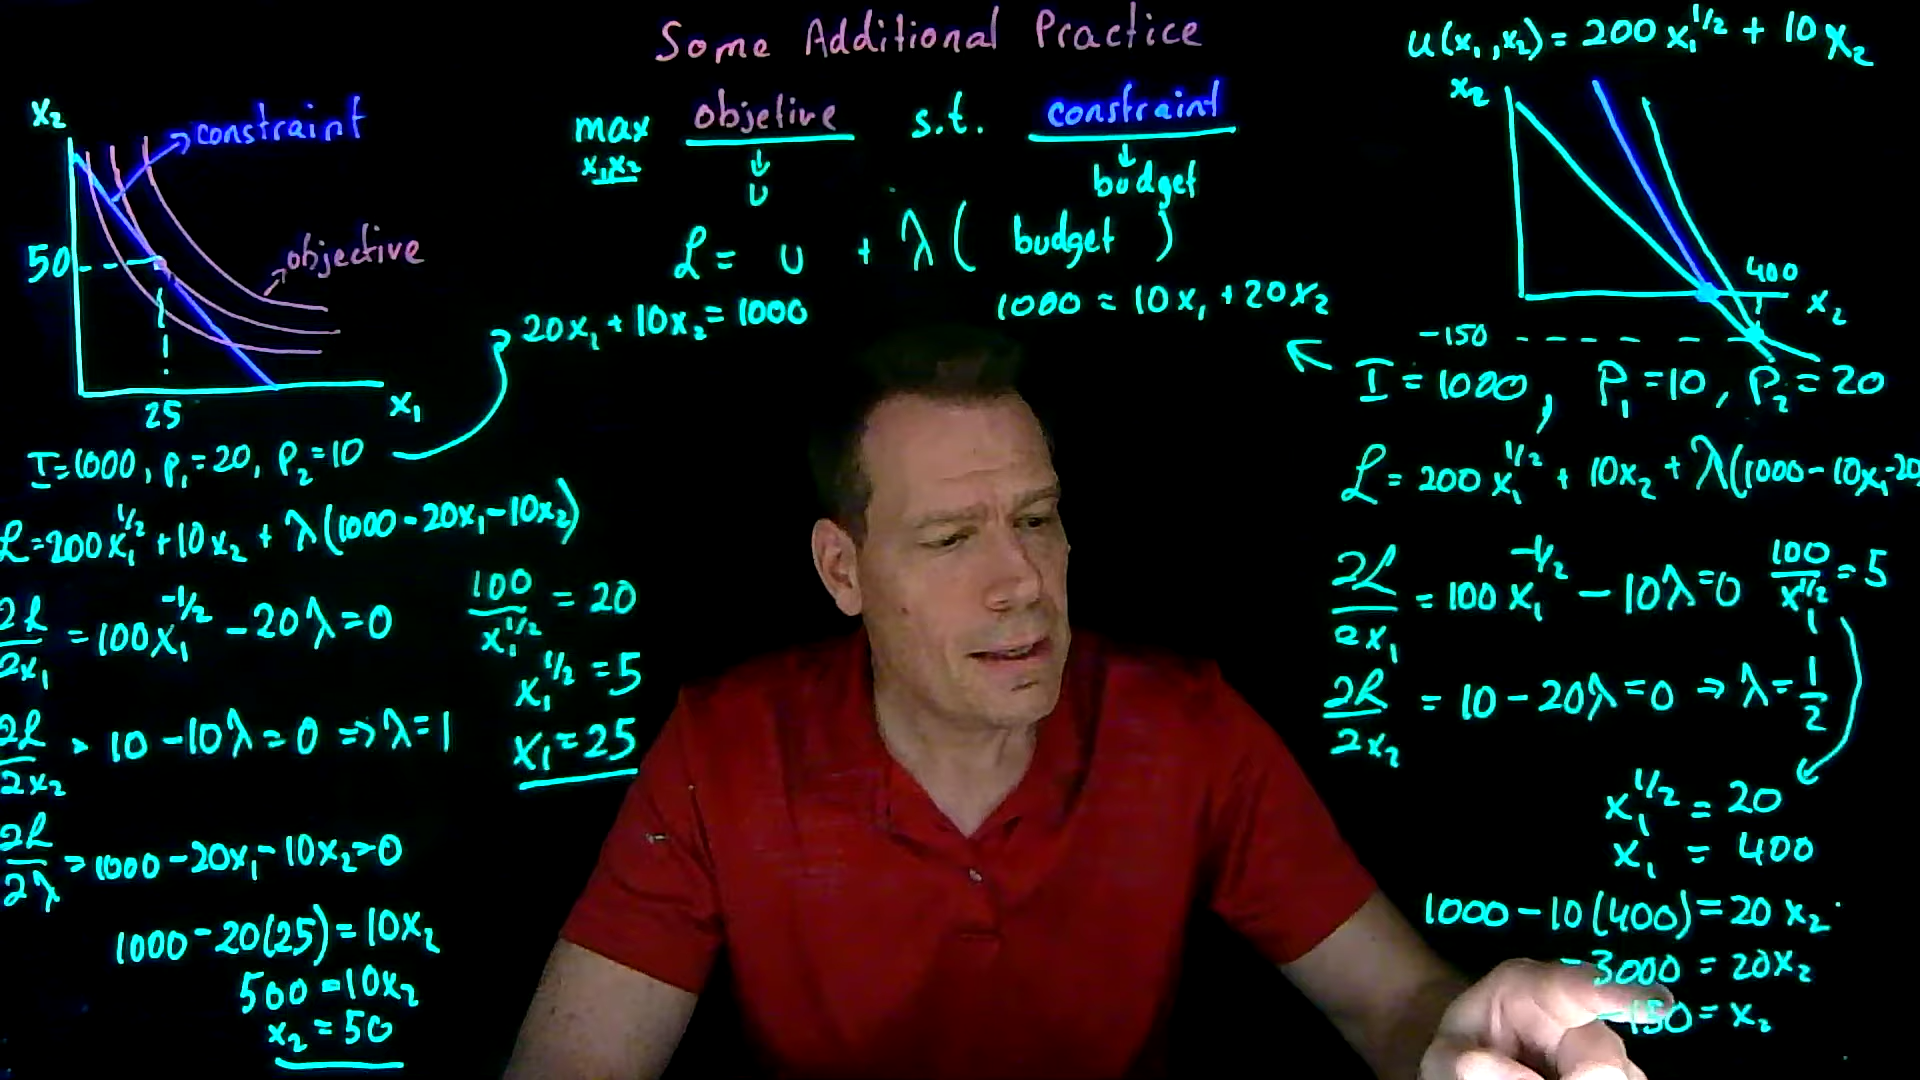 Some Additional Practice
max objetive s.t. constraint
x₁x₂
U
budget
ℒ = U + λ( budget )
x₂
constraint
objective
50
25
x₁
I=1000, P₁=20, P₂=10
20x₁ + 10x₂ = 1000
ℒ=200x₁^1/2 + 10x₂ + λ(1000-20x₁-10x₂)
∂ℒ/∂x₁ = 100x₁^-1/2 - 20λ = 0
∂ℒ/∂x₂ = 10 - 10λ = 0 ⇒ λ=1
∂ℒ/∂λ = 1000 - 20x₁ - 10x₂ = 0
1000 - 20(25) = 10x₂
500 = 10x₂
x₂ = 50
100/x₁^1/2 = 20
x₁^1/2 = 5
x₁ = 25
u(x₁,x₂) = 200x₁^1/2 + 10x₂
x₂
400
x₂
-150
1000 = 10x₁ + 20x₂
I = 1000, P₁ = 10, P₂ = 20
ℒ = 200x₁^1/2 + 10x₂ + λ(1000-10x₁-20
∂ℒ/∂x₁ = 100x₁^-1/2 - 10λ = 0
100/x₁^1/2 = 5
∂ℒ/∂x₂ = 10 - 20λ = 0 ⇒ λ = 1/2
x₁^1/2 = 20
x₁ = 400
1000 - 10(400) = 20x₂
-3000 = 20x₂
-150 = x₂